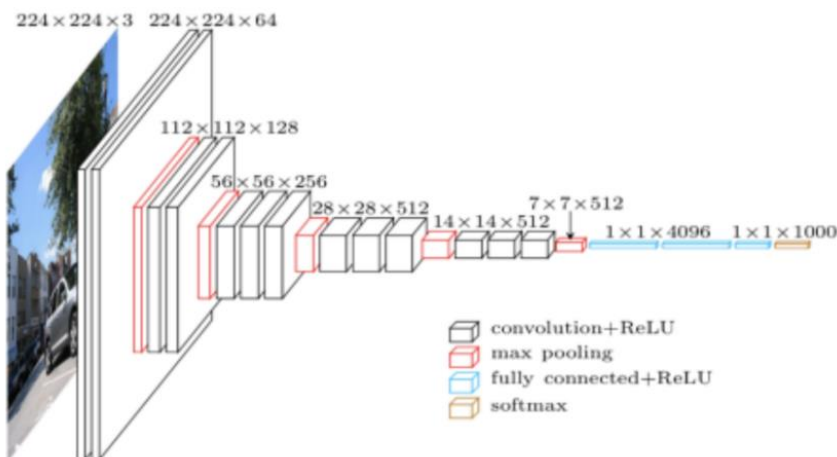 224×224×3
224×224×64
112×112×128
56×56×256
28×28×512
14×14×512
7×7×512
1×1×4096
1×1×1000
convolution+ReLU
max pooling
fully connected+ReLU
softmax